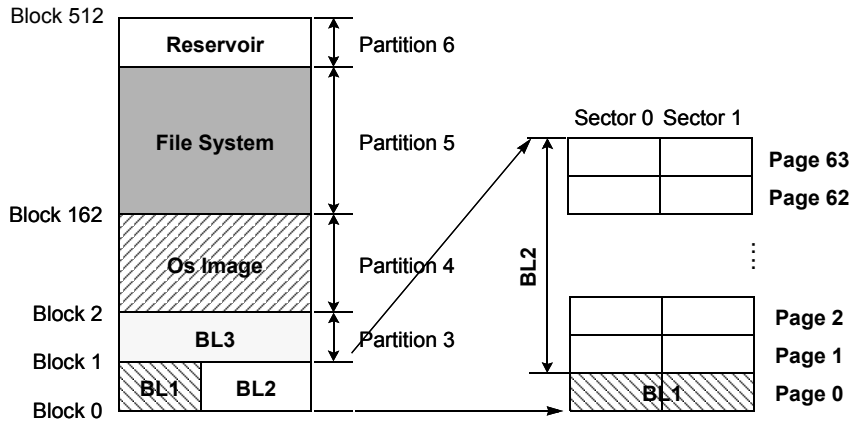 Block 512
Reservoir
Partition 6
File System
Partition 5
Block 162
Os Image
Partition 4
Block 2
BL3
Partition 3
Block 1
BL1
BL2
Block 0
Sector 0 Sector 1
Page 63
Page 62
BL2
Page 2
Page 1
BL1
Page 0